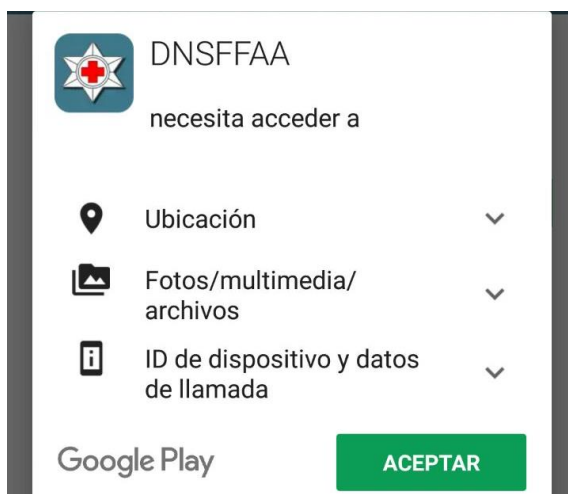 DNSFFAA
necesita acceder a
Ubicación
Fotos/multimedia/
archivos
ID de dispositivo y datos
de llamada
Google Play
ACEPTAR